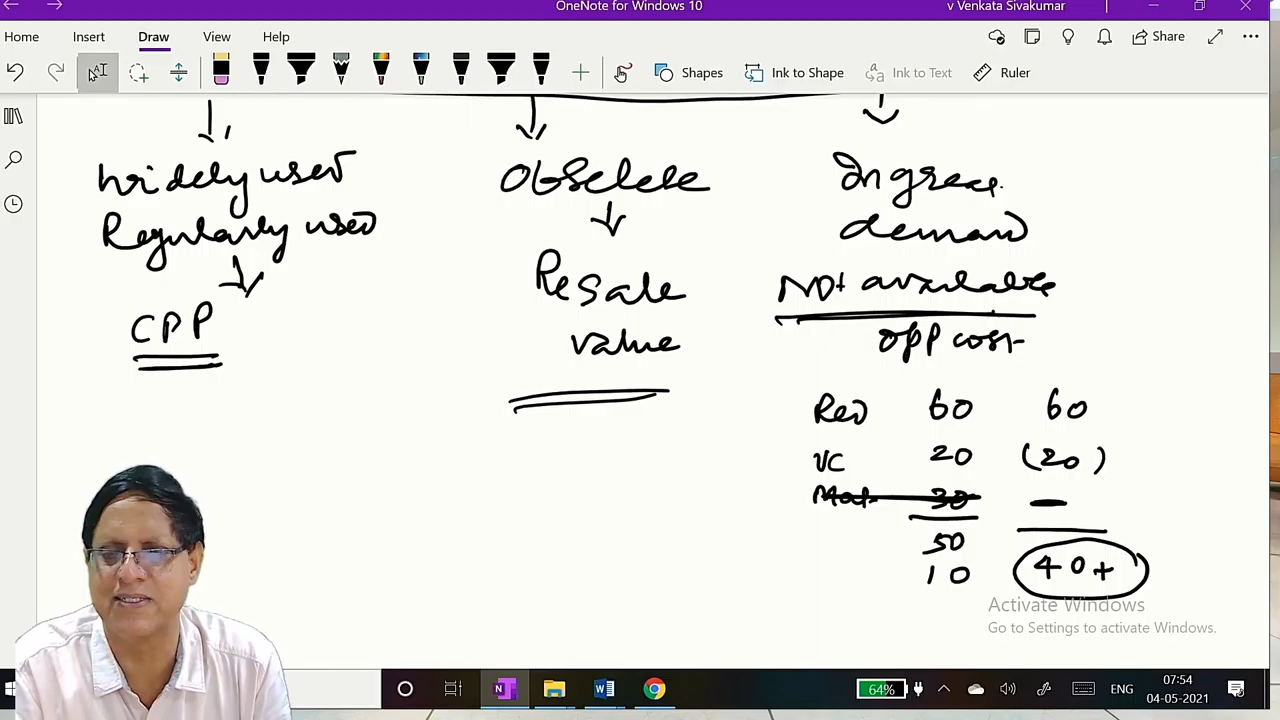 OneNote for Windows 10
v Venkata Sivakumar
Home Insert Draw View Help
Share
Shapes Ink to Shape Ink to Text Ruler
Widely used
Regularly used
CPP
Obselete
Resale
value
In great
demand
Not available
opp cost
Rev 60 60
VC 20 (20)
Mat 30 -
50
10 40+
Activate Windows
Go to Settings to activate Windows.
64%
ENG
07:54
04-05-2021